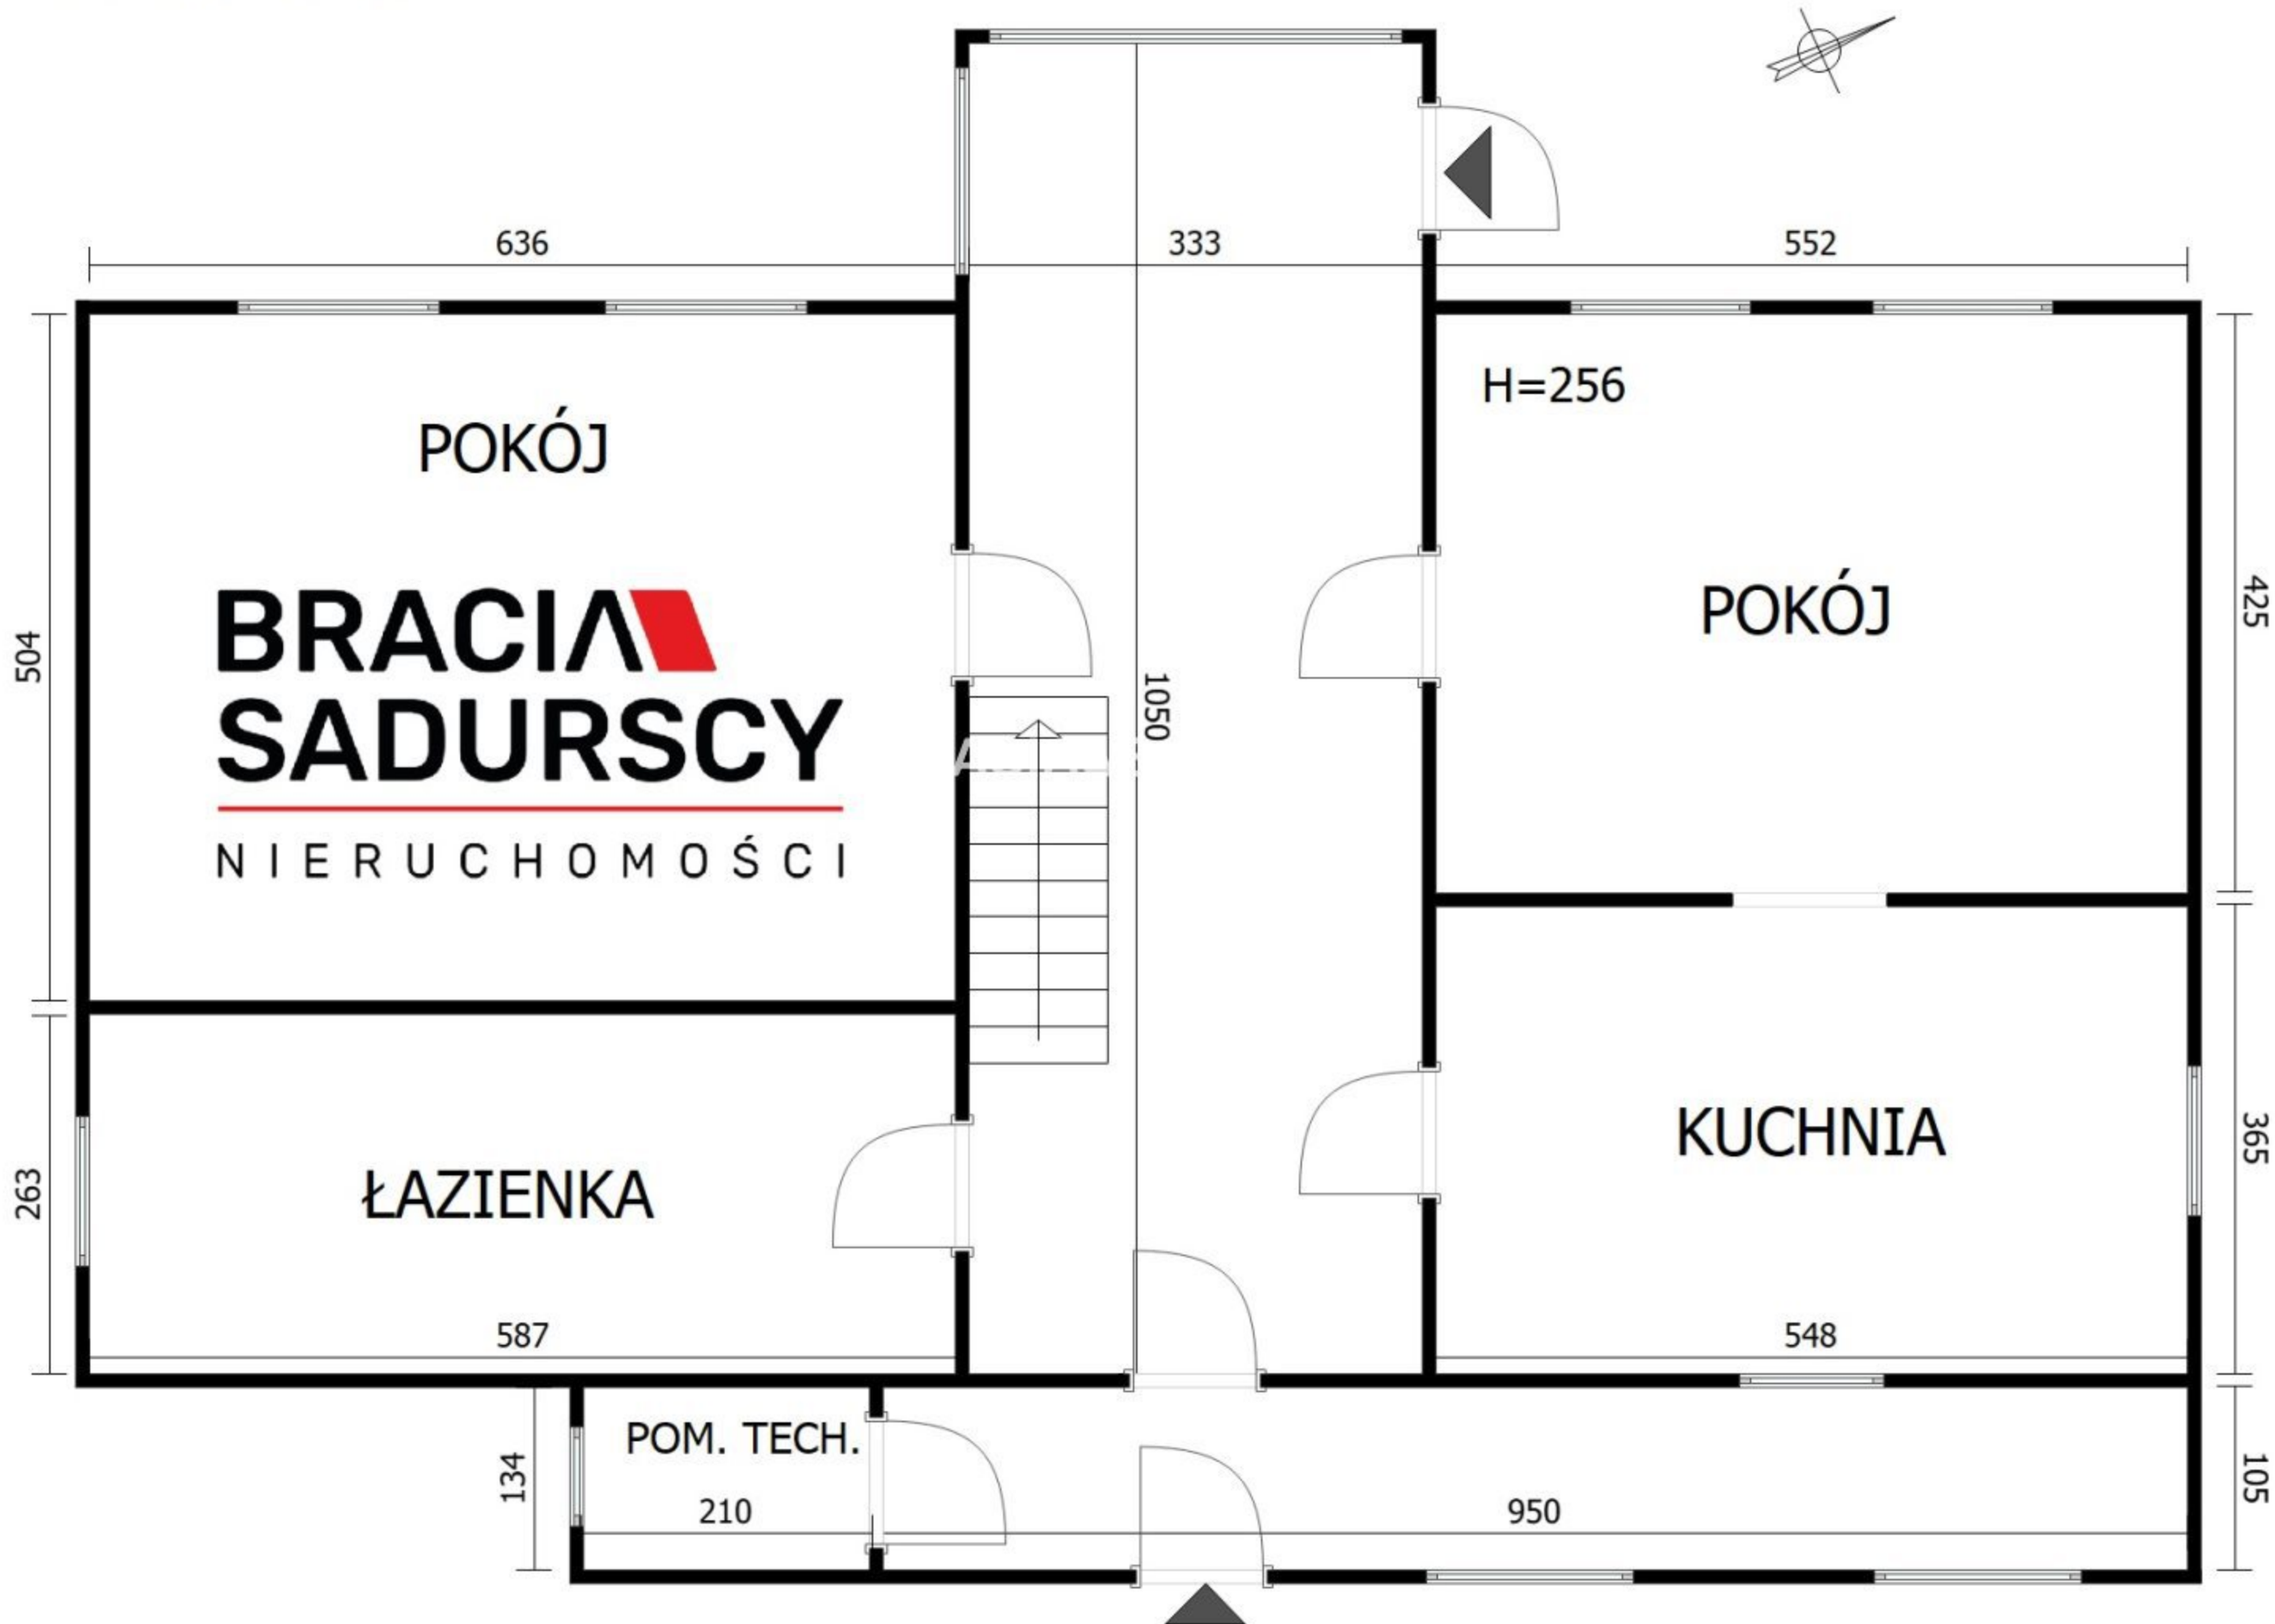 636
333
552
H=256
POKÓJ
POKÓJ
425
504
BRACIA
SADURSCY
NIERUCHOMOŚCI
1050
KUCHNIA
365
ŁAZIENKA
263
587
548
POM. TECH.
134
210
950
105